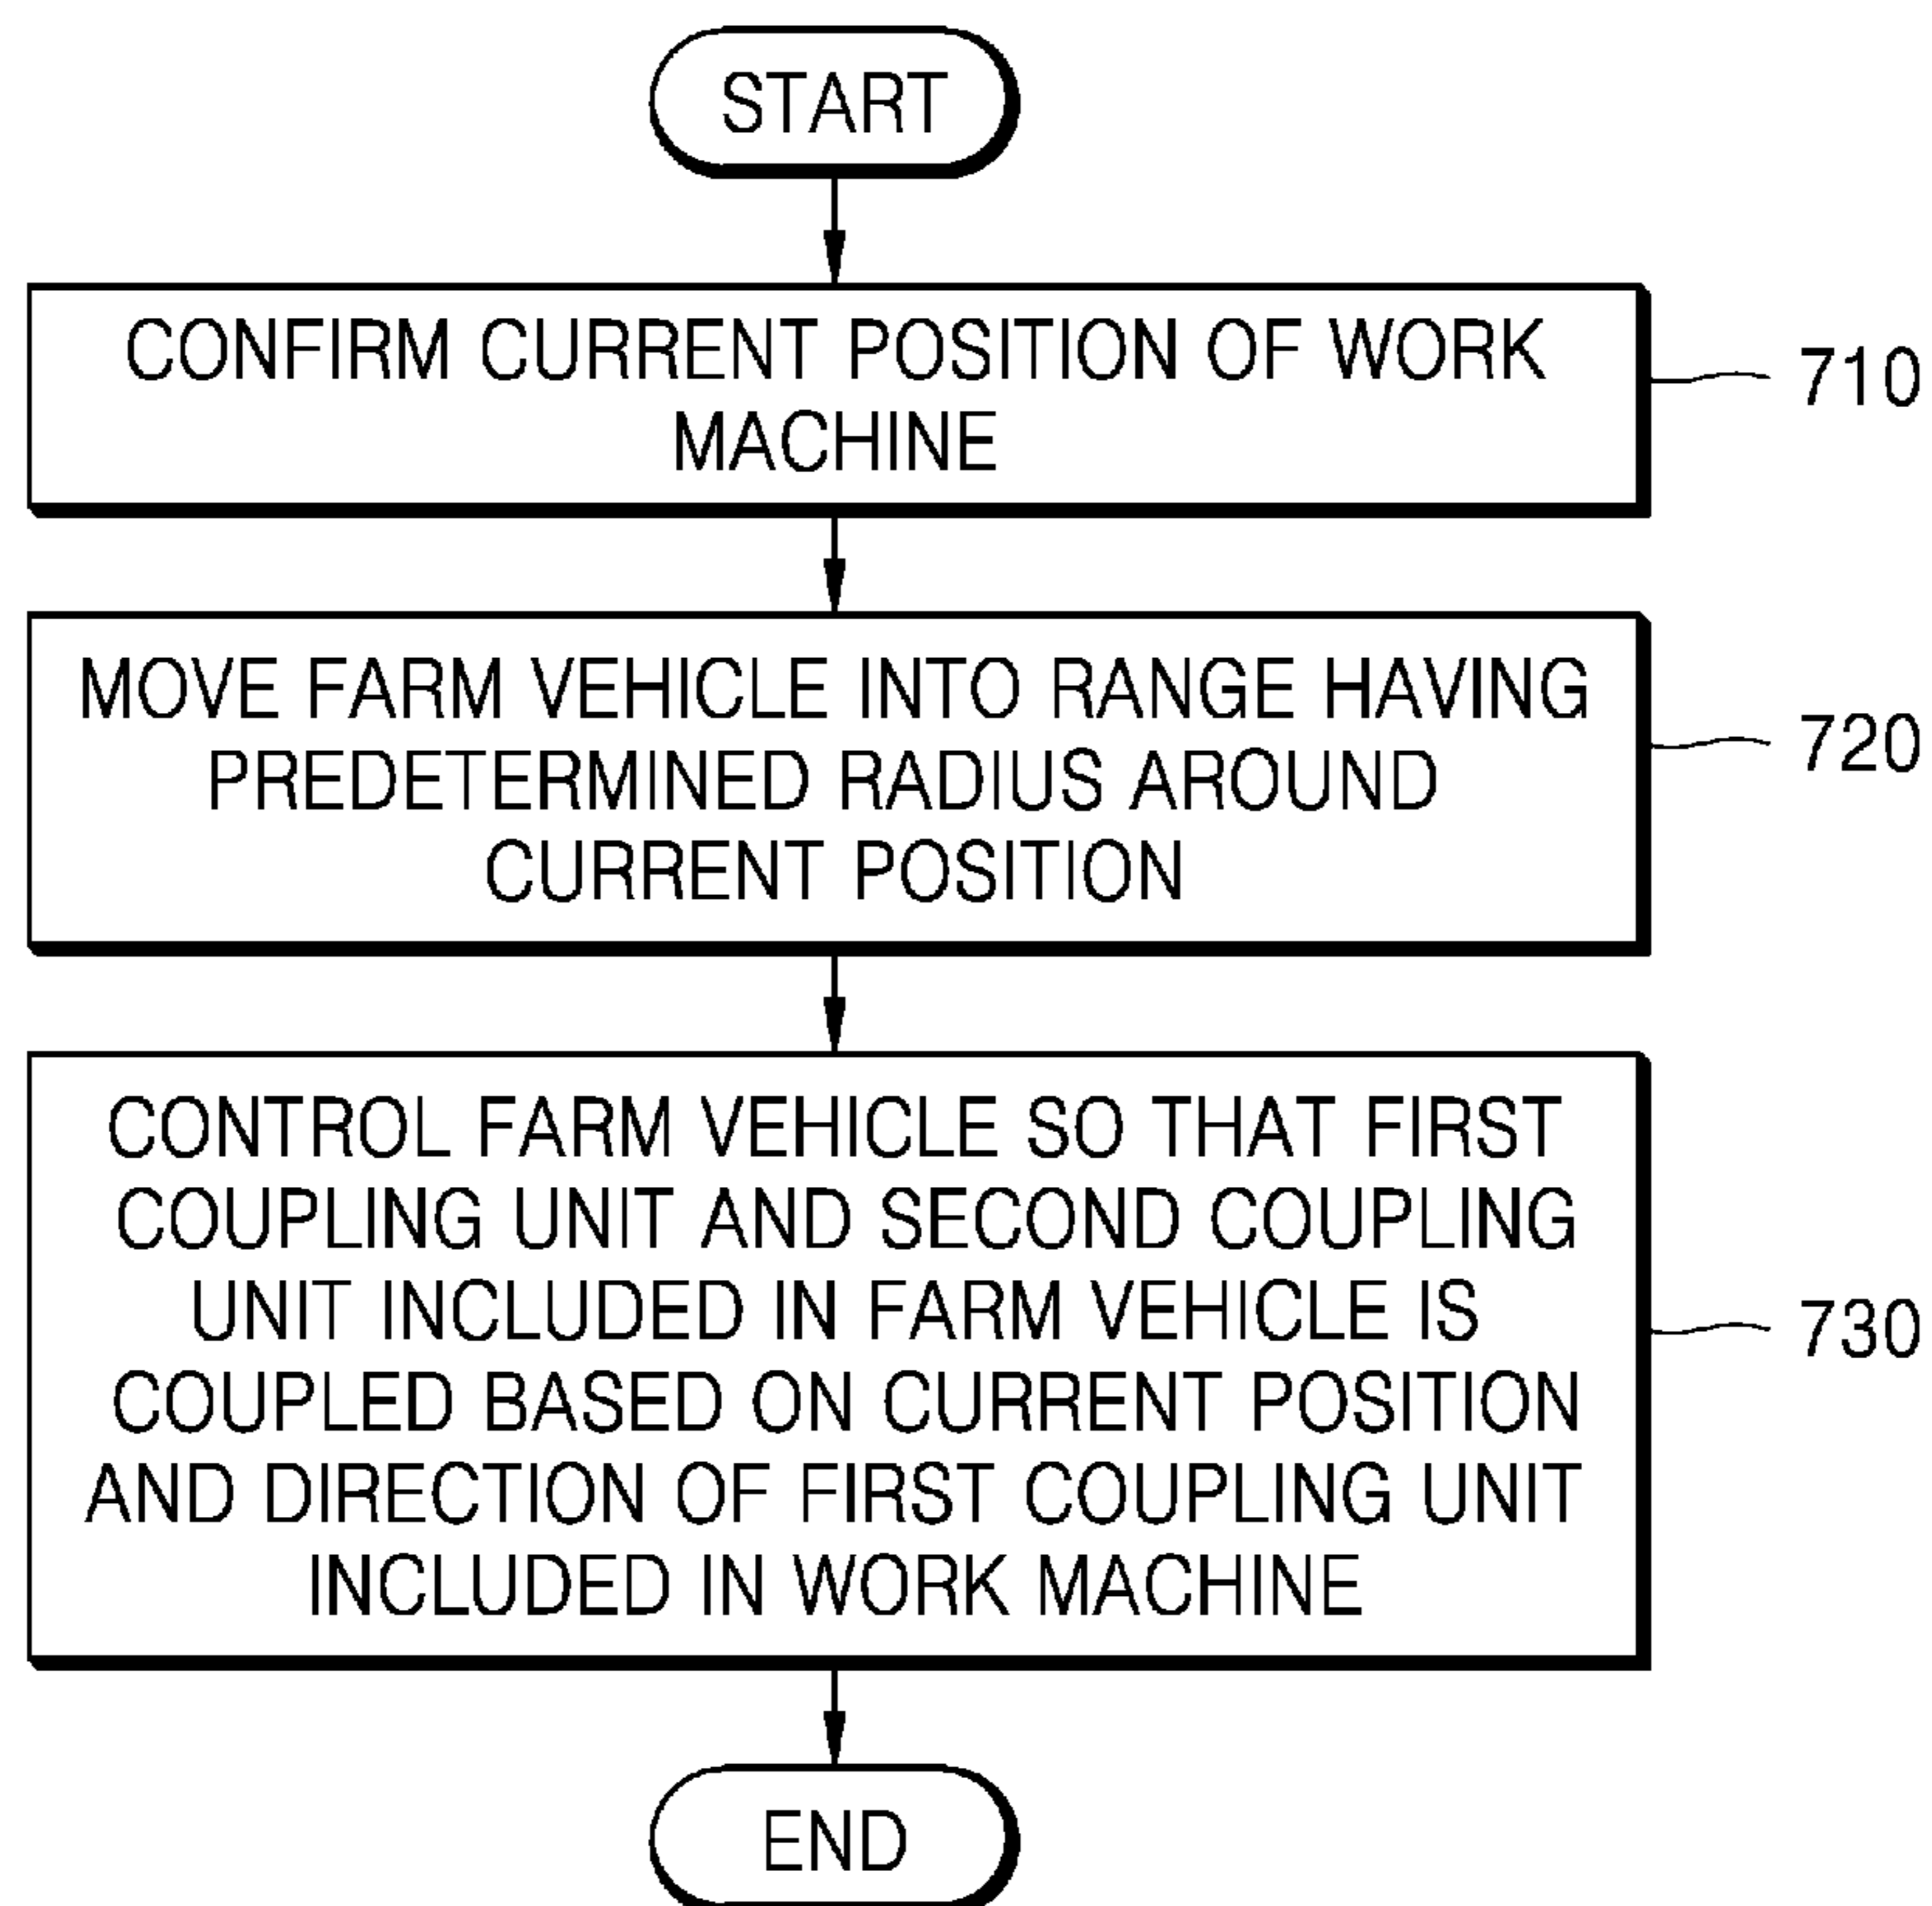 START
CONFIRM CURRENT POSITION OF WORK
MACHINE
710
MOVE FARM VEHICLE INTO RANGE HAVING
PREDETERMINED RADIUS AROUND
CURRENT POSITION
720
CONTROL FARM VEHICLE SO THAT FIRST
COUPLING UNIT AND SECOND COUPLING
UNIT INCLUDED IN FARM VEHICLE IS
COUPLED BASED ON CURRENT POSITION
AND DIRECTION OF FIRST COUPLING UNIT
INCLUDED IN WORK MACHINE
730
END